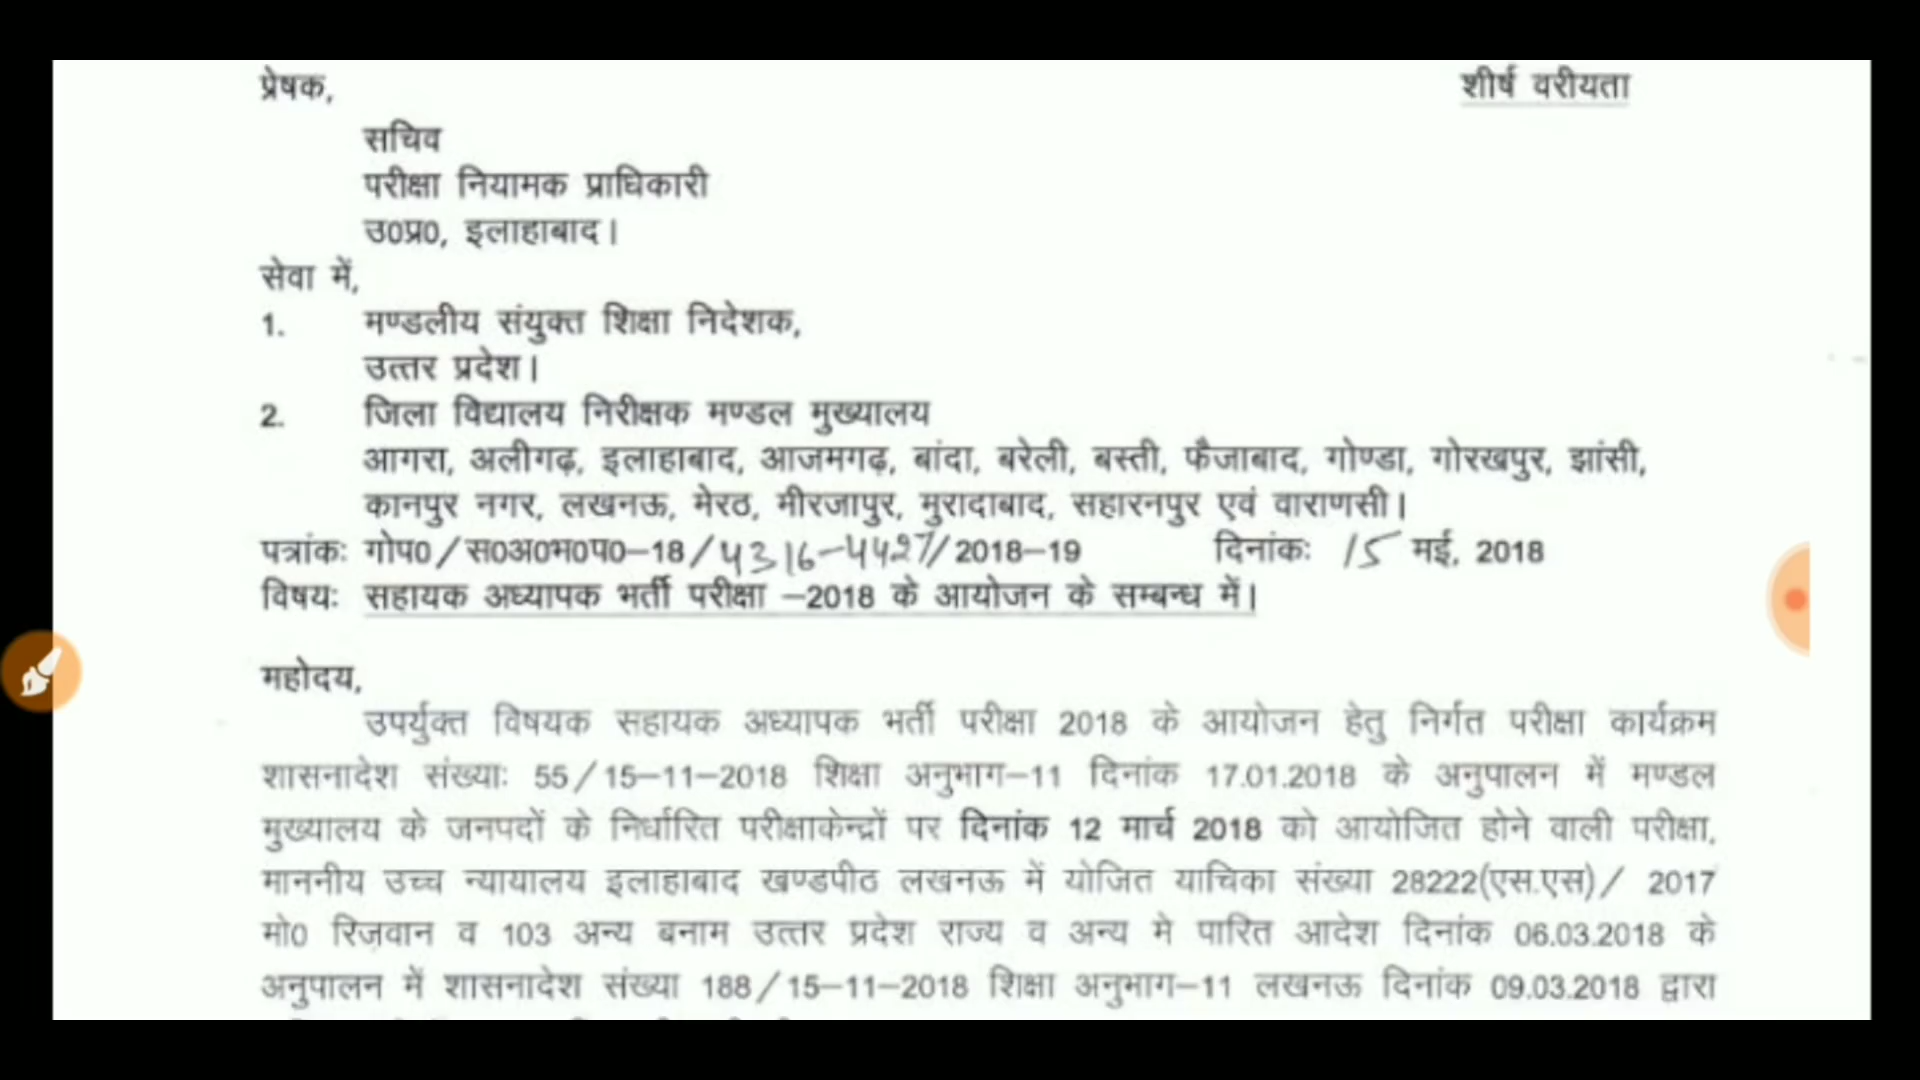 प्रेषक,
शीर्ष वरीयता
सचिव
परीक्षा नियामक प्राधिकारी
उ0प्र0, इलाहाबाद।
सेवा में,
1. मण्डलीय संयुक्त शिक्षा निदेशक,
उत्तर प्रदेश।
2. जिला विद्यालय निरीक्षक मण्डल मुख्यालय
आगरा, अलीगढ़, इलाहाबाद, आजमगढ़, बांदा, बरेली, बस्ती, फैजाबाद, गोण्डा, गोरखपुर, झांसी,
कानपुर नगर, लखनऊ, मेरठ, मीरजापुर, मुरादाबाद, सहारनपुर एवं वाराणसी।
पत्रांकः गोप0/स0अ0भ0प0–18/4316–4427/2018–19 दिनांकः 15 मई, 2018
विषयः सहायक अध्यापक भर्ती परीक्षा –2018 के आयोजन के सम्बन्ध में।
महोदय,
उपर्युक्त विषयक सहायक अध्यापक भर्ती परीक्षा 2018 के आयोजन हेतु निर्गत परीक्षा कार्यक्रम
शासनादेश संख्याः 55/15–11–2018 शिक्षा अनुभाग–11 दिनांक 17.01.2018 के अनुपालन में मण्डल
मुख्यालय के जनपदों के निर्धारित परीक्षाकेन्द्रों पर दिनांक 12 मार्च 2018 को आयोजित होने वाली परीक्षा,
माननीय उच्च न्यायालय इलाहाबाद खण्डपीठ लखनऊ में योजित याचिका संख्या 28222(एस.एस)/ 2017
मो0 रिज़वान व 103 अन्य बनाम उत्तर प्रदेश राज्य व अन्य मे पारित आदेश दिनांक 06.03.2018 के
अनुपालन में शासनादेश संख्या 188/15–11–2018 शिक्षा अनुभाग–11 लखनऊ दिनांक 09.03.2018 द्वारा